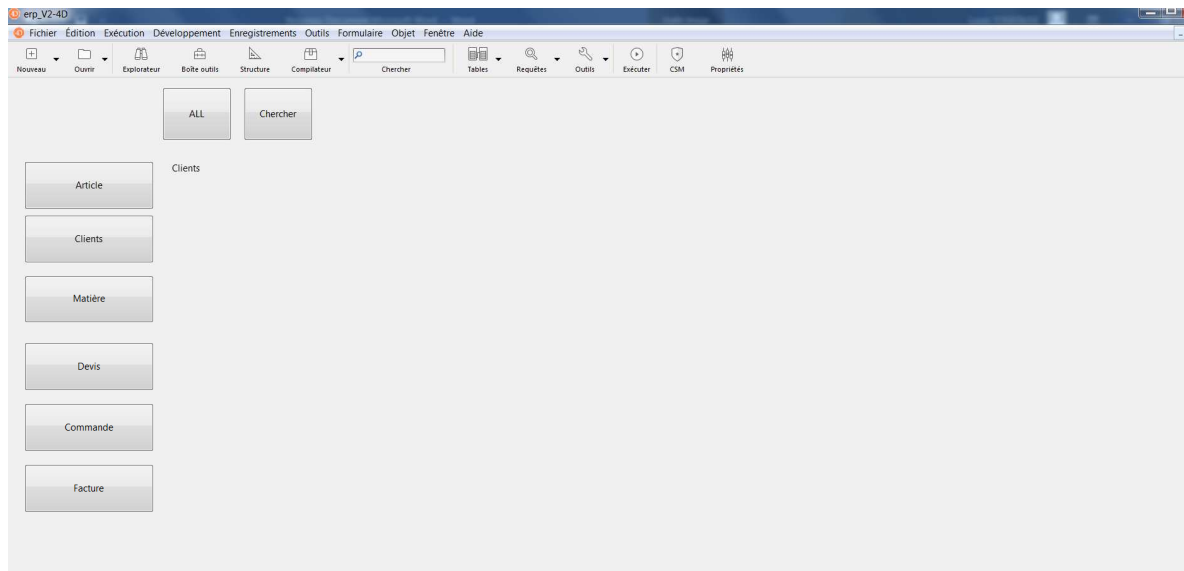 erp_V2-4D
Fichier Édition Exécution Développement Enregistrements Outils Formulaire Objet Fenêtre Aide
Nouveau Ouvrir Explorateur Boîte outils Structure Compilateur Chercher Tables Requêtes Outils Exécuter CSM Propriétés
ALL Chercher
Clients
Article
Clients
Matière
Devis
Commande
Facture